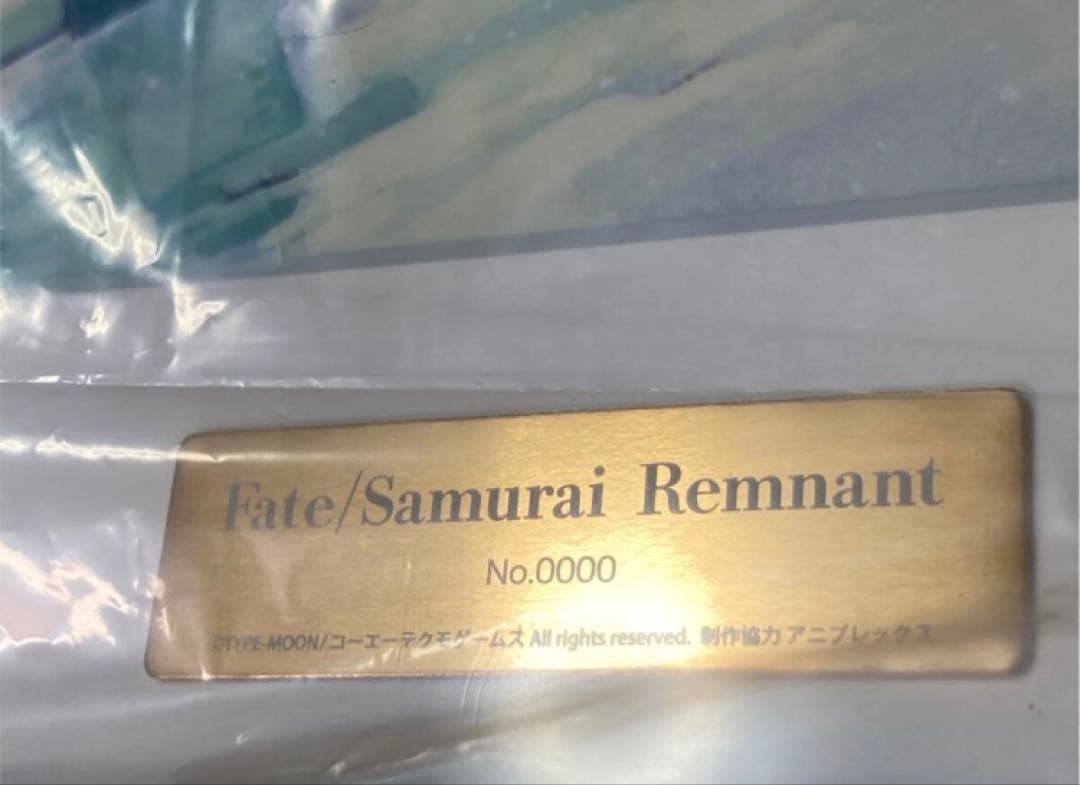 Fate/Samurai Remnant
No.0000
©TYPE-MOON/コーエーテクモゲームス All rights reserved. 制作協力 アニプレックス